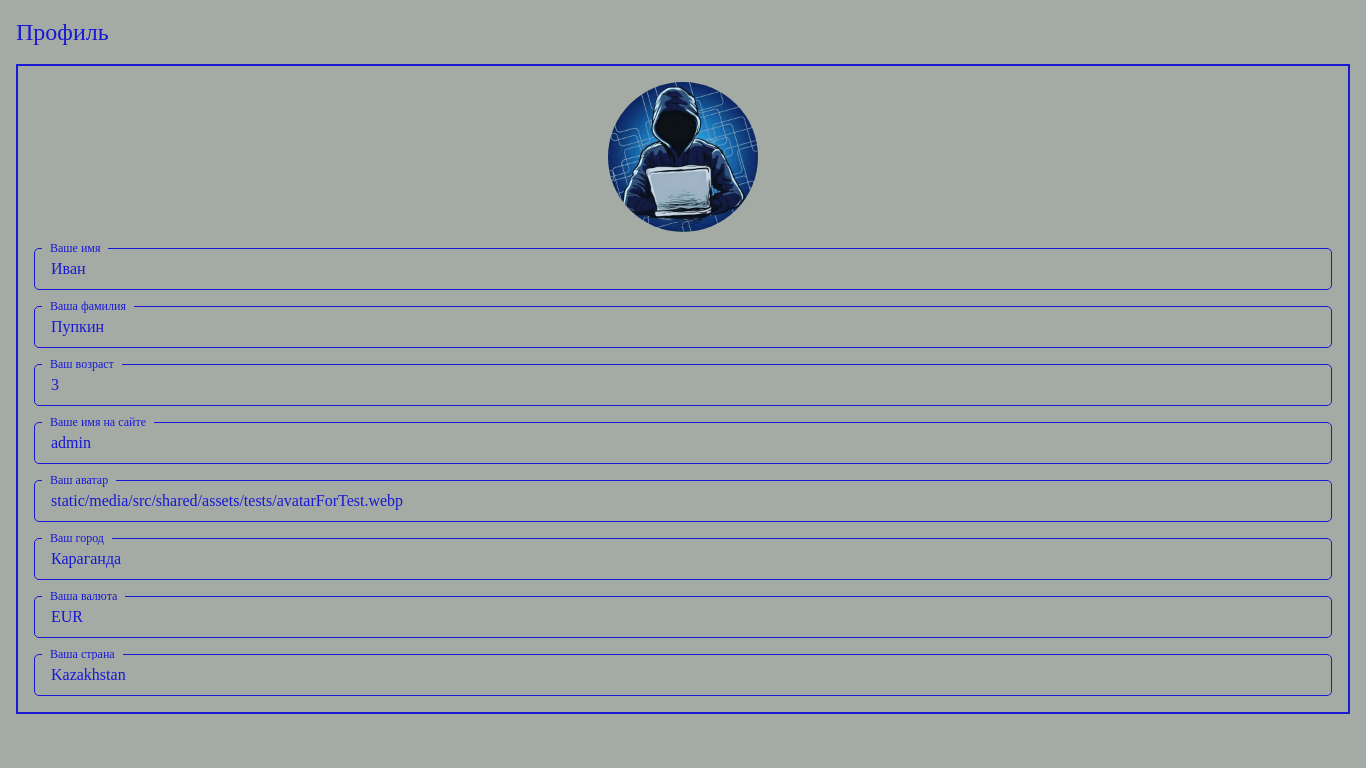 Профиль
Ваше имя
Иван
Ваша фамилия
Пупкин
Ваш возраст
3
Ваше имя на сайте
admin
Ваш аватар
static/media/src/shared/assets/tests/avatarForTest.webp
Ваш город
Караганда
Ваша валюта
EUR
Ваша страна
Kazakhstan